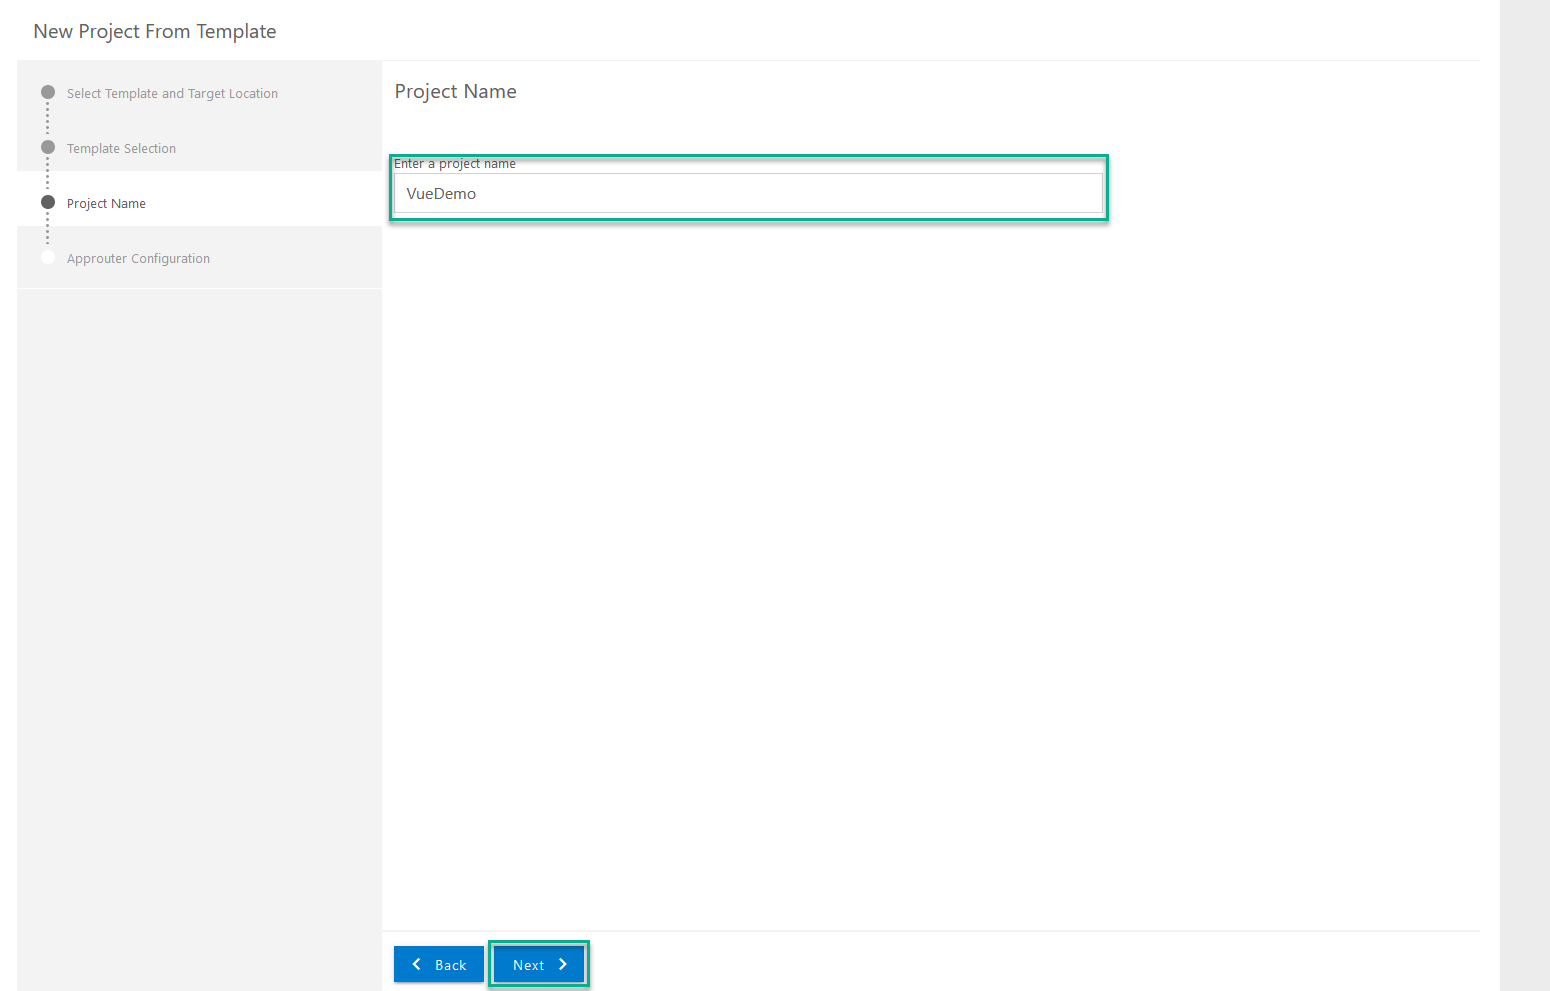 New Project From Template
Select Template and Target Location
Template Selection
Project Name
Approuter Configuration
Project Name
Enter a project name
VueDemo
Back
Next